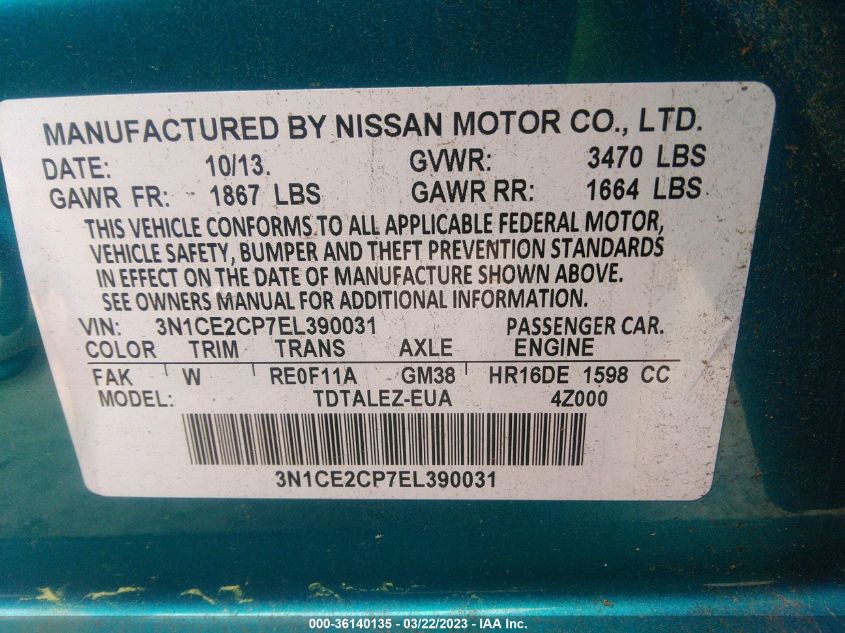 MANUFACTURED BY NISSAN MOTOR CO., LTD.
DATE: 10/13. GVWR: 3470 LBS
GAWR FR: 1867 LBS GAWR RR: 1664 LBS
THIS VEHICLE CONFORMS TO ALL APPLICABLE FEDERAL MOTOR,
VEHICLE SAFETY, BUMPER AND THEFT PREVENTION STANDARDS
IN EFFECT ON THE DATE OF MANUFACTURE SHOWN ABOVE.
SEE OWNERS MANUAL FOR ADDITIONAL INFORMATION.
VIN: 3N1CE2CP7EL390031 PASSENGER CAR.
COLOR TRIM TRANS AXLE ENGINE
FAK W RE0F11A GM38 HR16DE 1598 CC
MODEL: TDTALEZ-EUA 4Z000
3N1CE2CP7EL390031
000-36140135 - 03/22/2023 - IAA Inc.